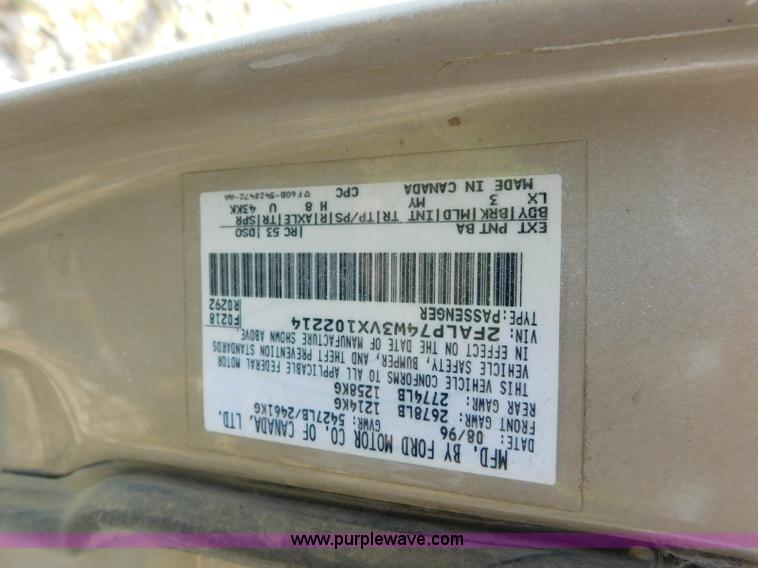 MFD. BY FORD MOTOR CO. OF CANADA, LTD.
DATE: 08/96 GVWR: 5427LB/2461KG
FRONT GAWR: 2678LB 1214KG
REAR GAWR: 2774LB 1258KG
THIS VEHICLE CONFORMS TO ALL APPLICABLE FEDERAL MOTOR
VEHICLE SAFETY, BUMPER, AND THEFT PREVENTION STANDARDS
IN EFFECT ON THE DATE OF MANUFACTURE SHOWN ABOVE.
VIN: 2FALP74W3VX102214
TYPE: PASSENGER
F0218
R0292
EXT PNT BA |RC 53 |DSO
BDY|BRK|MLD|INT TR|TP/PS|R|AXLE|TR|SPR
LX 3 MY H 8 U 43KK
MADE IN CANADA CPC
www.purplewave.com